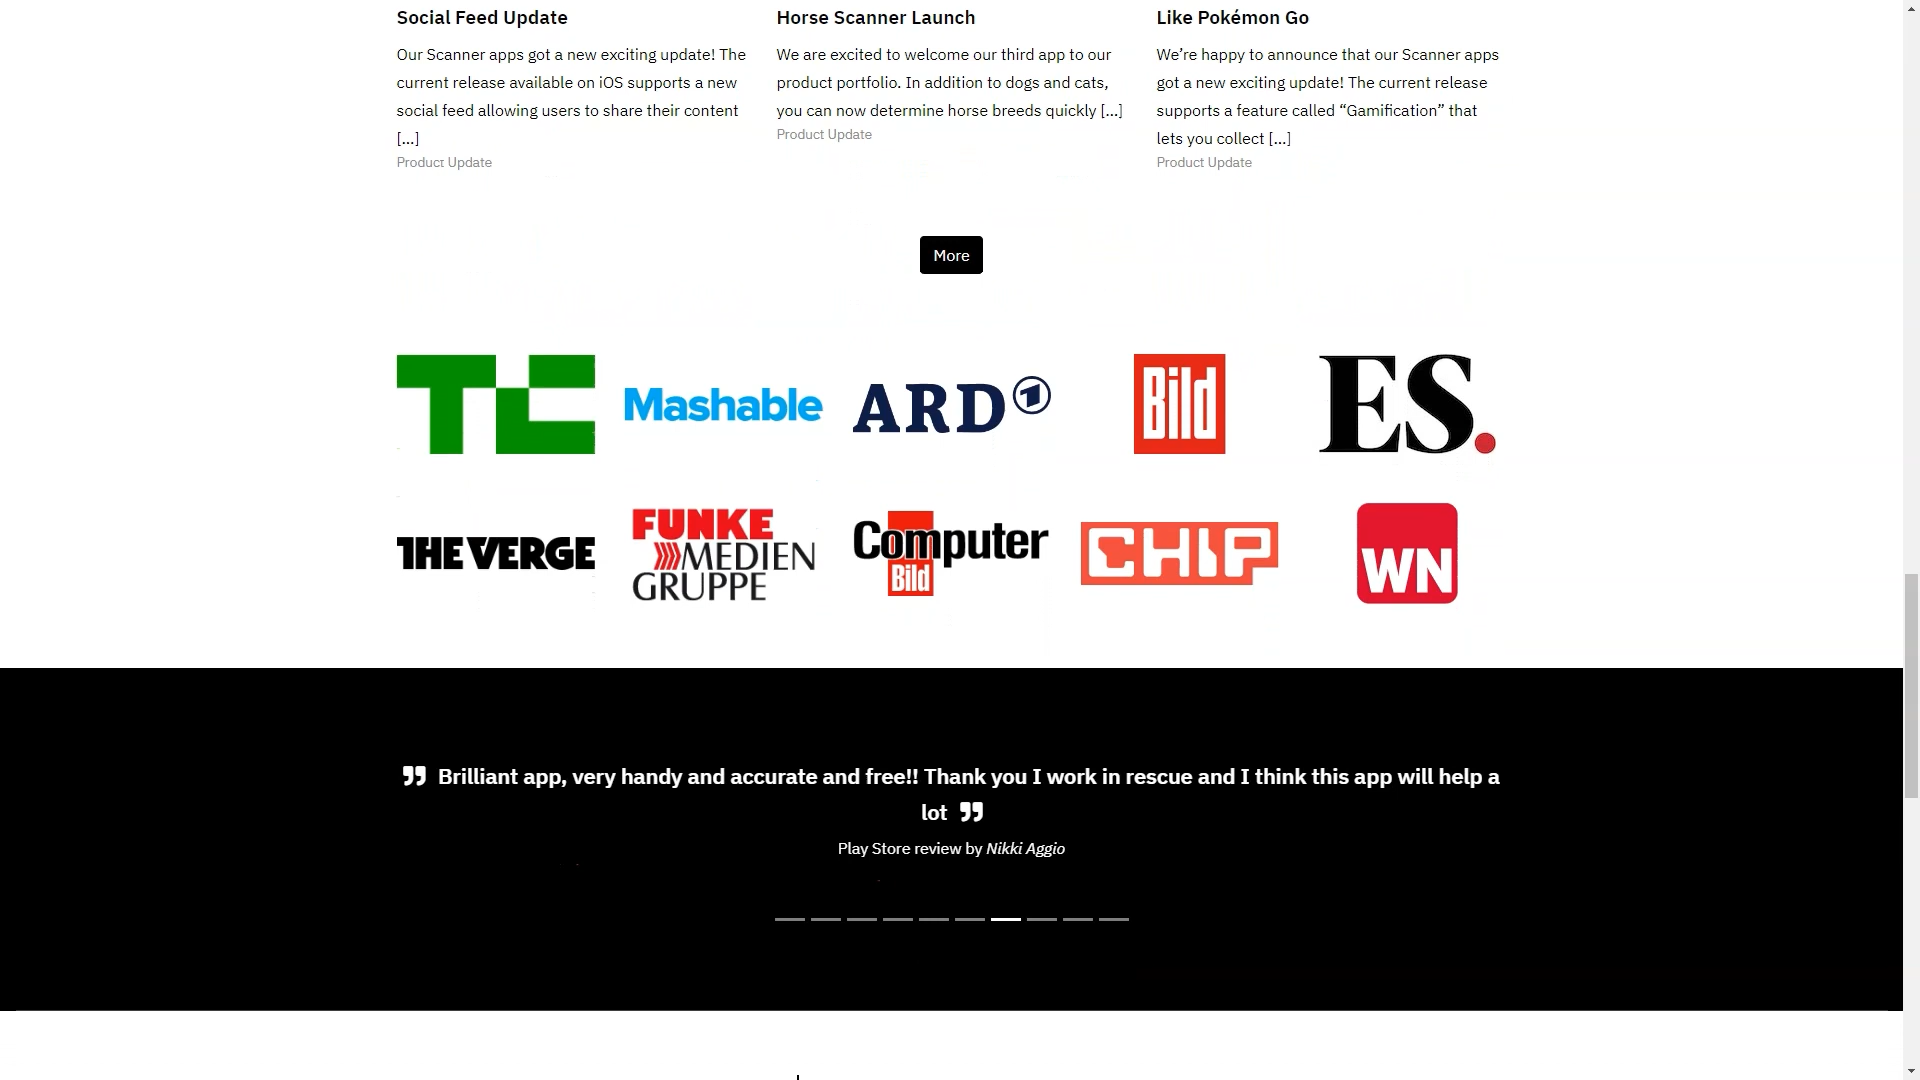 Social Feed Update
Our Scanner apps got a new exciting update! The
current release available on iOS supports a new
social feed allowing users to share their content
[...]
Product Update
Horse Scanner Launch
We are excited to welcome our third app to our
product portfolio. In addition to dogs and cats,
you can now determine horse breeds quickly [...]
Product Update
Like Pokémon Go
We’re happy to announce that our Scanner apps
got a new exciting update! The current release
supports a feature called “Gamification” that
lets you collect [...]
Product Update
More
TC
Mashable
ARD 1
Bild
ES.
THE VERGE
FUNKE
MEDIEN
GRUPPE
Computer
Bild
CHIP
WN
” Brilliant app, very handy and accurate and free!! Thank you I work in rescue and I think this app will help a
lot ”
Play Store review by Nikki Aggio